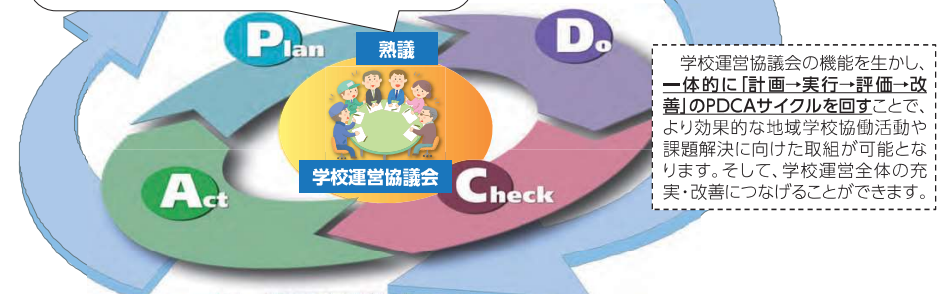 Plan
熟議
Do
学校運営協議会
Act
Check
学校運営協議会の機能を生かし、
一体的に「計画→実行→評価→改
善」のPDCAサイクルを回すことで、
より効果的な地域学校協働活動や
課題解決に向けた取組が可能とな
ります。そして、学校運営全体の充
実・改善につなげることができます。